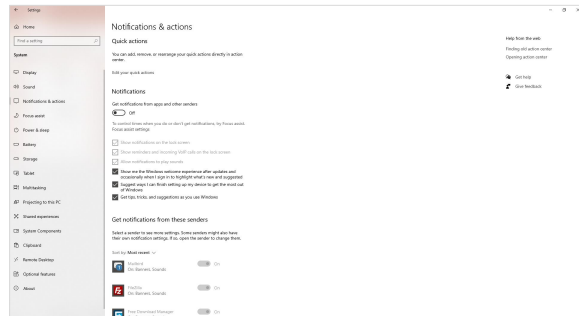 Settings
Home
Find a setting
System
Display
Sound
Notifications & actions
Focus assist
Power & sleep
Battery
Storage
Tablet
Multitasking
Projecting to this PC
Shared experiences
System Components
Clipboard
Remote Desktop
Optional features
About
Notifications & actions
Quick actions
You can add, remove, or rearrange your quick actions directly in action
center.
Edit your quick actions
Notifications
Get notifications from apps and other senders
Off
To control times when you do or don't get notifications, try Focus assist.
Focus assist settings
Show notifications on the lock screen
Show reminders and incoming VoIP calls on the lock screen
Show notifications to play sounds
Show me the Windows welcome experience after updates and
occasionally when I sign in to highlight what's new and suggested
Suggest ways I can finish setting up my device to get the most out
of Windows
Get tips, tricks, and suggestions as you use Windows
Get notifications from these senders
Select a sender to see more settings. Some senders might also have
their own notification settings. If so, open the sender to change them.
Sort by: Most recent
On
On: Banners, Sounds
FileZilla
On
On: Banners, Sounds
Free Download Manager
On
Help from the web
Finding old action center
Opening action center
Get help
Give feedback